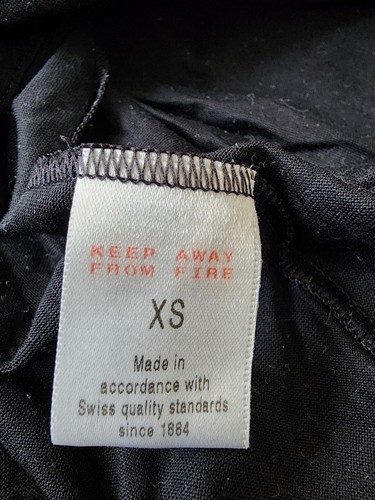 KEEP AWAY
FROM FIRE
XS
Made in
accordance with
Swiss quality standards
since 1884